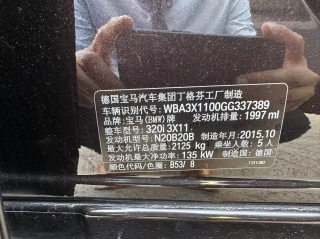 德国宝马汽车集团丁格芬工厂制造
车辆识别代号: WBA3X1100GG337389
品牌: 宝马(BMW)牌 发动机排量: 1997 ml
整车型号: 320i 3X11
发动机型号: N20B20B 制造年月: 2015.10
最大允许总质量: 2125 kg 乘坐人数: 5 人
发动机最大净功率: 135 kW 制造国: 德国
颜色代码/色圈: B53/ 8